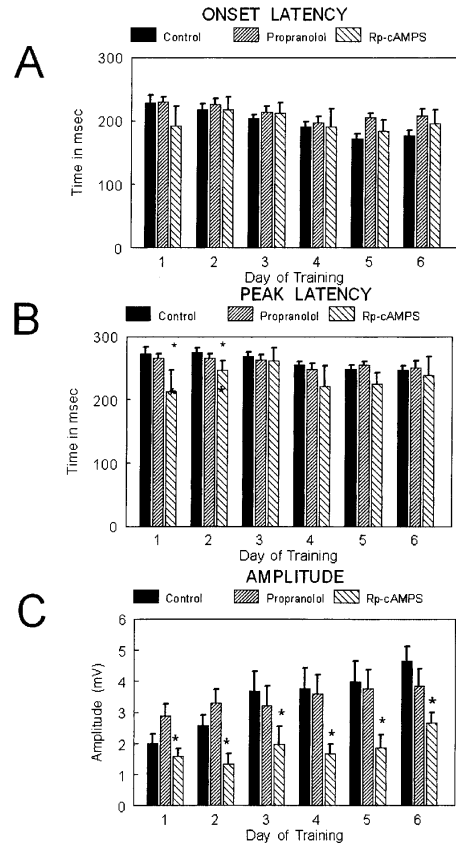 ONSET LATENCY
A
Control Propranolol Rp-cAMPS
300
200
100
0
Time in msec
1 2 3 4 5 6
Day of Training
PEAK LATENCY
B
Control Propranolol Rp-cAMPS
* *
* *
300
200
100
0
Time in msec
1 2 3 4 5 6
Day of Training
AMPLITUDE
C
Control Propranolol Rp-cAMPS
6
5
4
3
2
1
0
Amplitude (mV)
* * * * * *
1 2 3 4 5 6
Day of Training